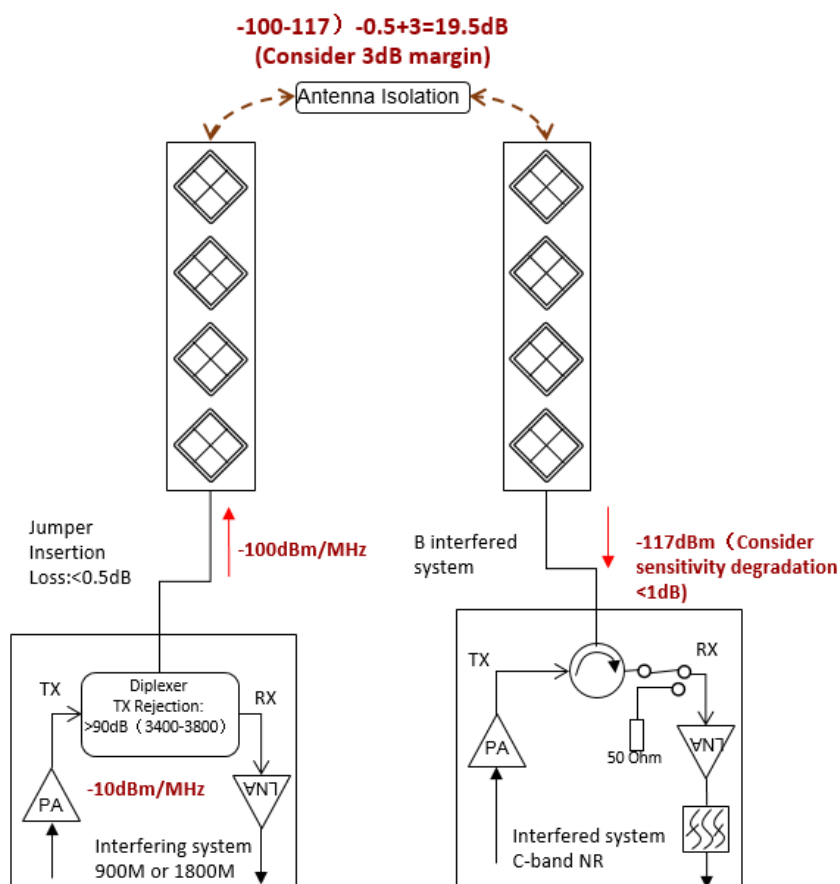 -100-117）-0.5+3=19.5dB
(Consider 3dB margin)
Antenna Isolation
Jumper
Insertion
Loss:<0.5dB
-100dBm/MHz
B interfered
system
-117dBm（Consider
sensitivity degradation
<1dB)
TX
Diplexer
TX Rejection:
>90dB（3400-3800）
RX
PA
-10dBm/MHz
LNA
Interfering system
900M or 1800M
TX
RX
PA
50 Ohm
LNA
Interfered system
C-band NR